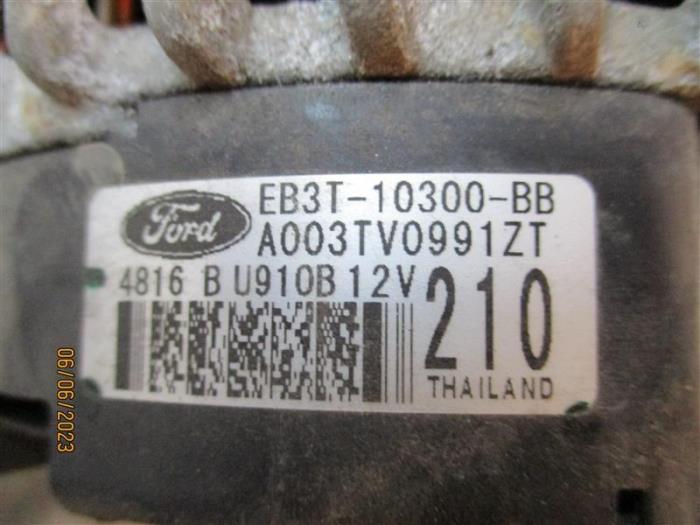 Ford
EB3T-10300-BB
A003TV0991ZT
4816 B U910B 12V
210
THAILAND
06/06/2023